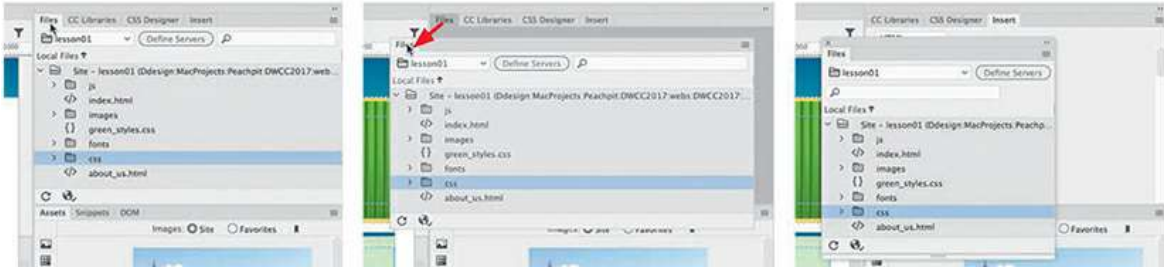 Files CC Libraries CSS Designer Insert
lesson01 Define Servers
Local Files ↑
Site - lesson01 (Ddesign:MacProjects:Peachpit:DWCC2017:web...
js
index.html
images
{} green_styles.css
fonts
css
</> about_us.html
Assets Snippets DOM
Images: Site Favorites
Files CC Libraries CSS Designer Insert
Files
lesson01 Define Servers
Local Files ↑
Site - lesson01 (Ddesign:MacProjects:Peachpit:DWCC2017:webs:DWCC2017:...
js
</> index.html
images
{} green_styles.css
fonts
css
</> about_us.html
Images: Site Favorites
CC Libraries CSS Designer Insert
Files
lesson01 Define Servers
Local Files ↑
Site - lesson01 (Ddesign:MacProjects:Peachp...
js
</> index.html
images
{} green_styles.css
fonts
css
</> about_us.html
Favorites